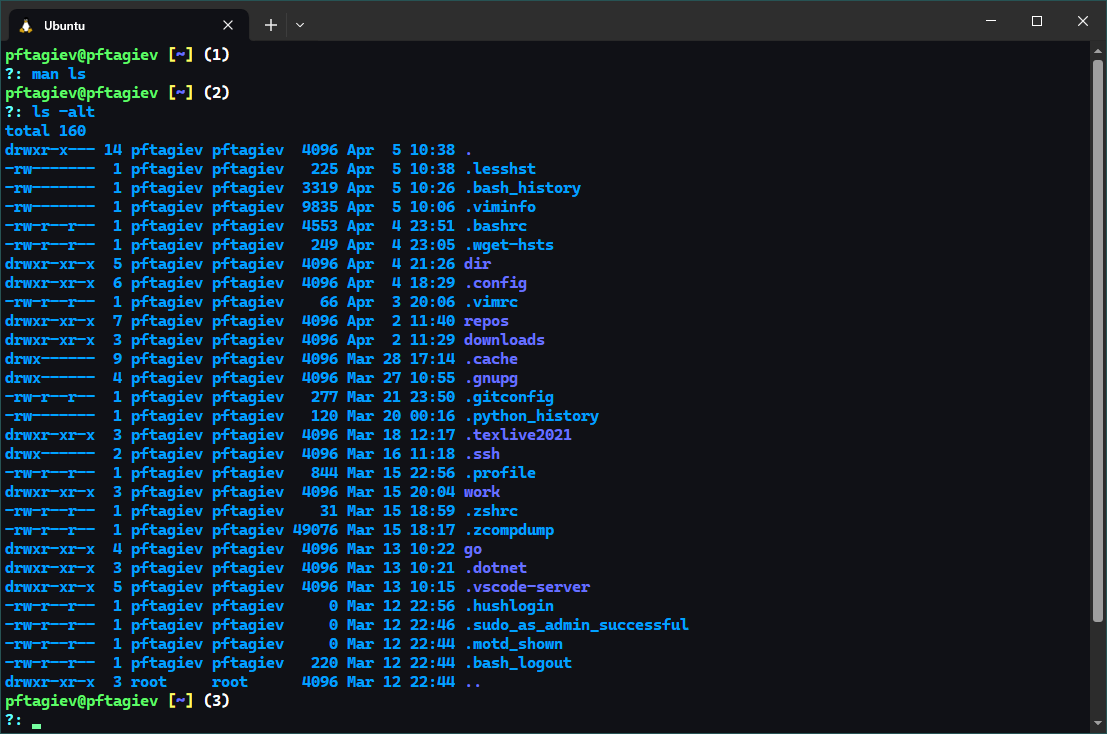 Ubuntu
pftagiev@pftagiev [~] (1)
?: man ls
pftagiev@pftagiev [~] (2)
?: ls -alt
total 160
drwxr-x--- 14 pftagiev pftagiev  4096 Apr  5 10:38 .
-rw-------  1 pftagiev pftagiev   225 Apr  5 10:38 .lesshst
-rw-------  1 pftagiev pftagiev  3319 Apr  5 10:26 .bash_history
-rw-------  1 pftagiev pftagiev  9835 Apr  5 10:06 .viminfo
-rw-r--r--  1 pftagiev pftagiev  4553 Apr  4 23:51 .bashrc
-rw-r--r--  1 pftagiev pftagiev   249 Apr  4 23:05 .wget-hsts
drwxr-xr-x  5 pftagiev pftagiev  4096 Apr  4 21:26 dir
drwxr-xr-x  6 pftagiev pftagiev  4096 Apr  4 18:29 .config
-rw-r--r--  1 pftagiev pftagiev    66 Apr  3 20:06 .vimrc
drwxr-xr-x  7 pftagiev pftagiev  4096 Apr  2 11:40 repos
drwxr-xr-x  3 pftagiev pftagiev  4096 Apr  2 11:29 downloads
drwx------  9 pftagiev pftagiev  4096 Mar 28 17:14 .cache
drwx------  4 pftagiev pftagiev  4096 Mar 27 10:55 .gnupg
-rw-r--r--  1 pftagiev pftagiev   277 Mar 21 23:50 .gitconfig
-rw-------  1 pftagiev pftagiev   120 Mar 20 00:16 .python_history
drwxr-xr-x  3 pftagiev pftagiev  4096 Mar 18 12:17 .texlive2021
drwx------  2 pftagiev pftagiev  4096 Mar 16 11:18 .ssh
-rw-r--r--  1 pftagiev pftagiev   844 Mar 15 22:56 .profile
drwxr-xr-x  3 pftagiev pftagiev  4096 Mar 15 20:04 work
-rw-r--r--  1 pftagiev pftagiev    31 Mar 15 18:59 .zshrc
-rw-r--r--  1 pftagiev pftagiev 49076 Mar 15 18:17 .zcompdump
drwxr-xr-x  4 pftagiev pftagiev  4096 Mar 13 10:22 go
drwxr-xr-x  3 pftagiev pftagiev  4096 Mar 13 10:21 .dotnet
drwxr-xr-x  5 pftagiev pftagiev  4096 Mar 13 10:15 .vscode-server
-rw-r--r--  1 pftagiev pftagiev     0 Mar 12 22:56 .hushlogin
-rw-r--r--  1 pftagiev pftagiev     0 Mar 12 22:46 .sudo_as_admin_successful
-rw-r--r--  1 pftagiev pftagiev     0 Mar 12 22:44 .motd_shown
-rw-r--r--  1 pftagiev pftagiev   220 Mar 12 22:44 .bash_logout
drwxr-xr-x  3 root     root      4096 Mar 12 22:44 ..
pftagiev@pftagiev [~] (3)
?: